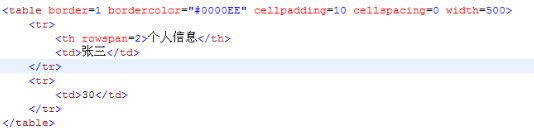 <table border=1 bordercolor="#0000EE" cellpadding=10 cellspacing=0 width=500>
<tr>
<th rowspan=2>个人信息</th>
<td>张三</td>
</tr>
<tr>
<td>30</td>
</tr>
</table>